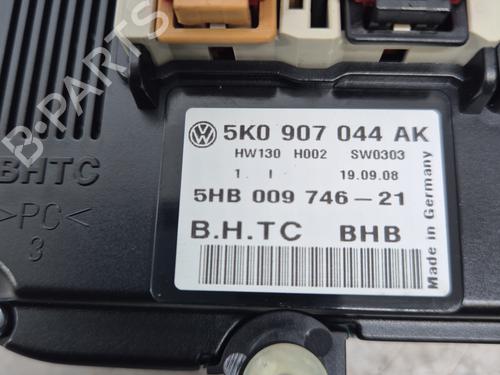 B-PARTS
5K0 907 044 AK
HW130 H002 SW0303
1. I 19.09.08
5HB 009 746-21
B.H.TC BHB
Made in Germany
BHTC
>PC<
3